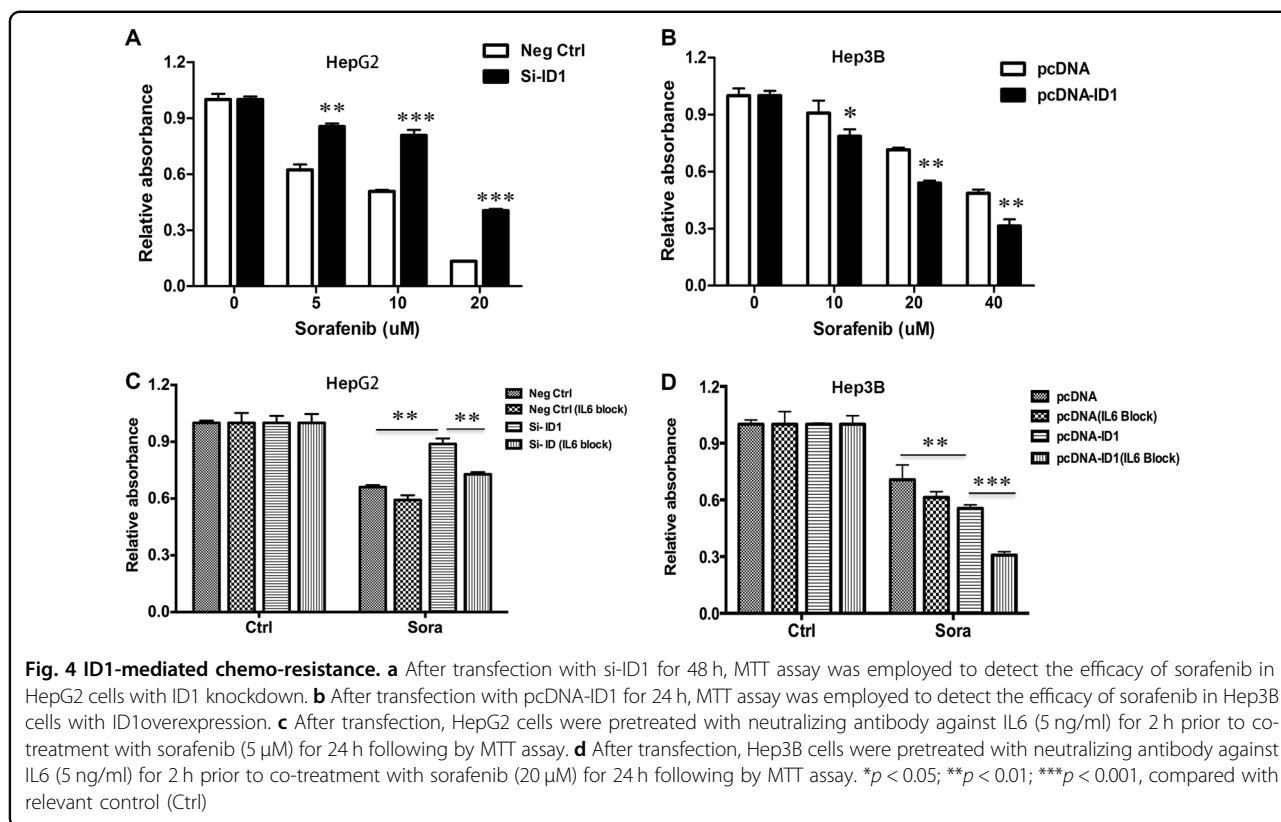 A
HepG2
Neg Ctrl
Si-ID1
Relative absorbance
1.2
0.9
0.6
0.3
0.0
**
***
***
0 5 10 20
Sorafenib (uM)
B
Hep3B
pcDNA
pcDNA-ID1
Relative absorbance
1.2
0.9
0.6
0.3
0.0
*
**
**
0 10 20 40
Sorafenib (uM)
C
HepG2
Neg Ctrl
Neg Ctrl (IL6 block)
Si- ID1
Si- ID (IL6 block)
Relative absorbance
1.2
0.9
0.6
0.3
0.0
** **
Ctrl Sora
D
Hep3B
pcDNA
pcDNA(IL6 Block)
pcDNA-ID1
pcDNA-ID1(IL6 Block)
Relative absorbance
1.2
0.9
0.6
0.3
0.0
**
***
Ctrl Sora
Fig. 4 ID1-mediated chemo-resistance. a After transfection with si-ID1 for 48 h, MTT assay was employed to detect the efficacy of sorafenib in
HepG2 cells with ID1 knockdown. b After transfection with pcDNA-ID1 for 24 h, MTT assay was employed to detect the efficacy of sorafenib in Hep3B
cells with ID1overexpression. c After transfection, HepG2 cells were pretreated with neutralizing antibody against IL6 (5 ng/ml) for 2 h prior to co-
treatment with sorafenib (5 μM) for 24 h following by MTT assay. d After transfection, Hep3B cells were pretreated with neutralizing antibody against
IL6 (5 ng/ml) for 2 h prior to co-treatment with sorafenib (20 μM) for 24 h following by MTT assay. *p < 0.05; **p < 0.01; ***p < 0.001, compared with
relevant control (Ctrl)